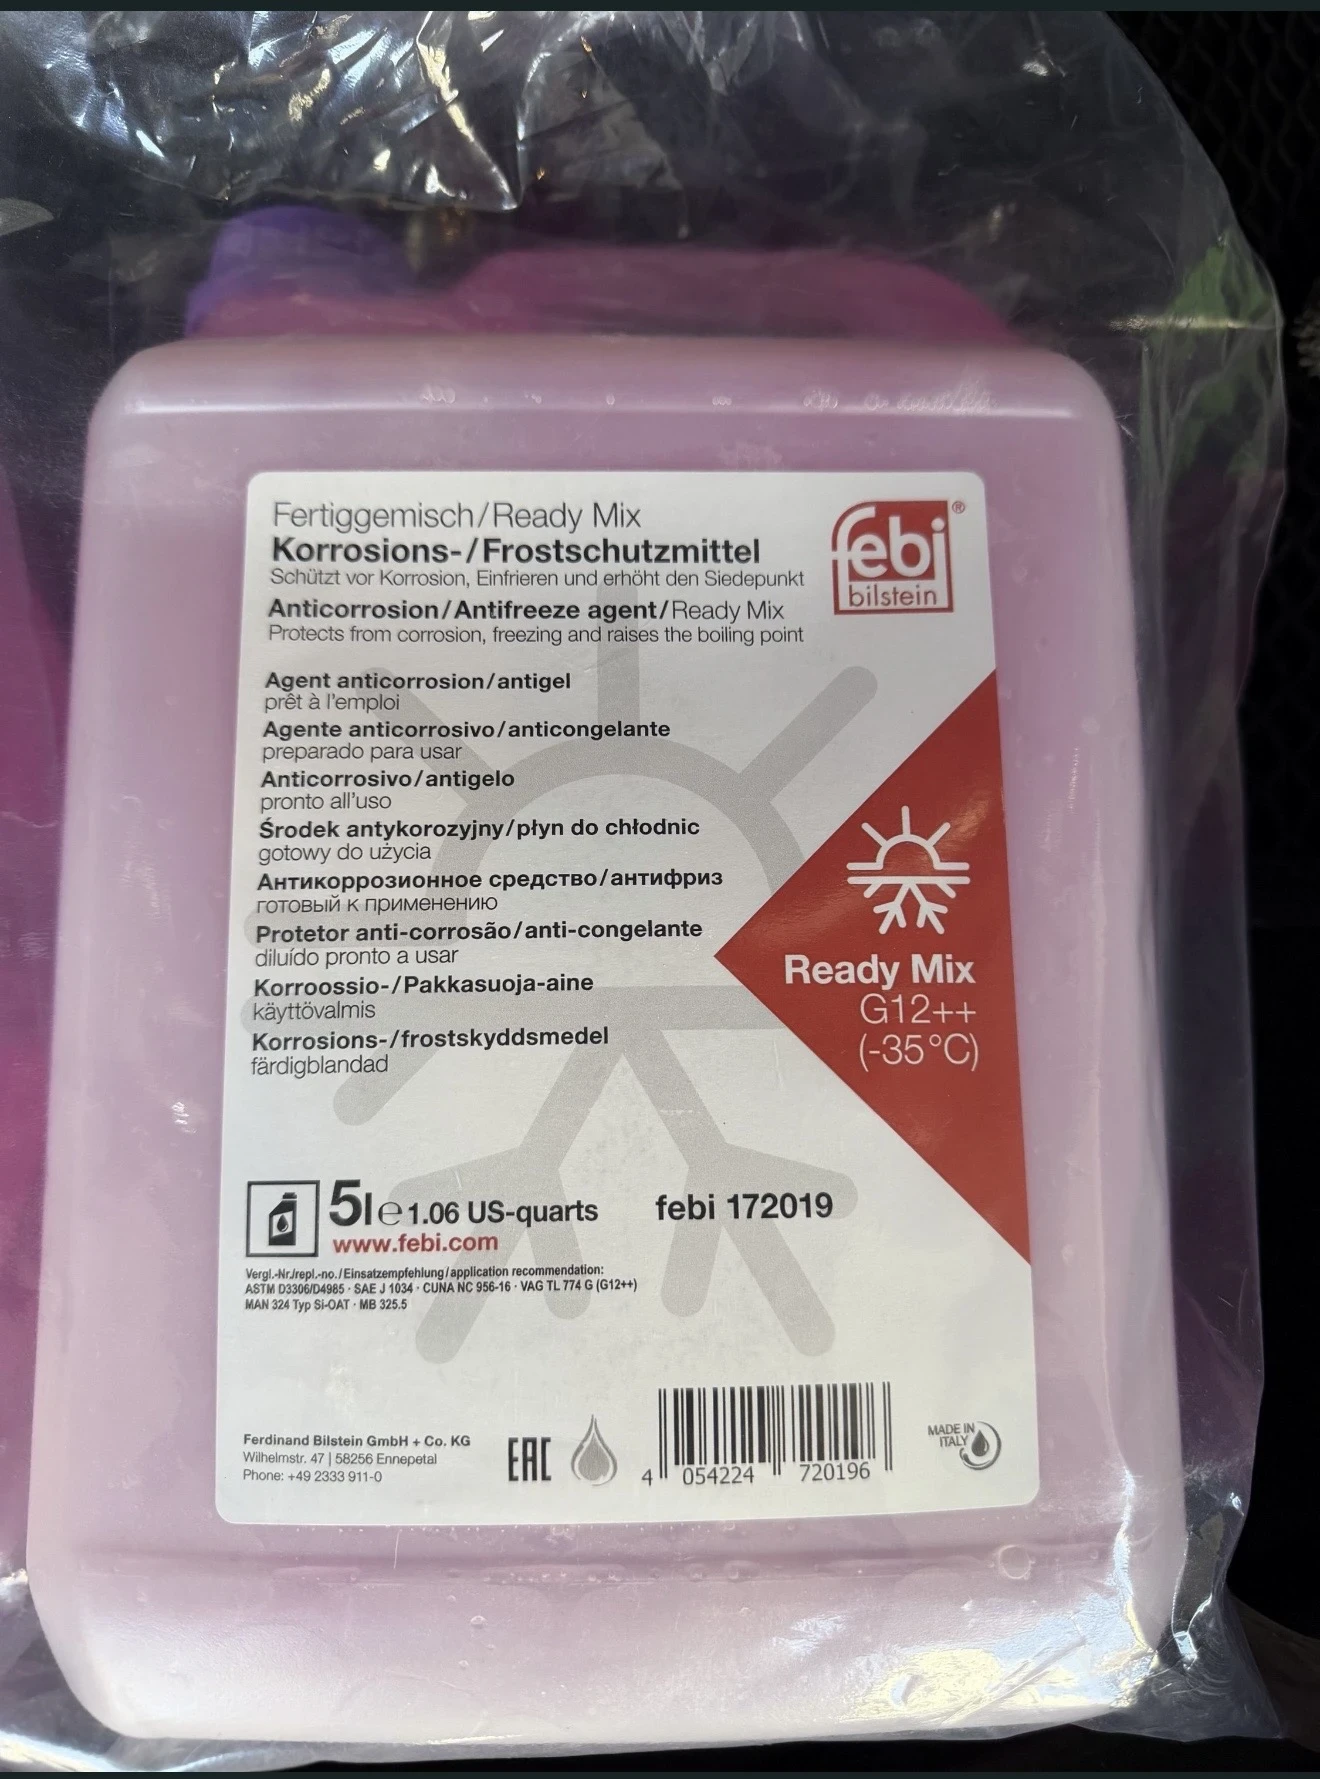 Fertiggemisch/Ready Mix
Korrosions-/Frostschutzmittel
Schützt vor Korrosion, Einfrieren und erhöht den Siedepunkt
Anticorrosion/Antifreeze agent/Ready Mix
Protects from corrosion, freezing and raises the boiling point
febi®
bilstein
Agent anticorrosion/antigel
prêt à l'emploi
Agente anticorrosivo/anticongelante
preparado para usar
Anticorrosivo/antigelo
pronto all'uso
Środek antykorozyjny/płyn do chłodnic
gotowy do użycia
Антикоррозионное средство/антифриз
готовый к применению
Protetor anti-corrosão/anti-congelante
diluído pronto a usar
Korroossio-/Pakkasuoja-aine
käyttövalmis
Korrosions-/frostskyddsmedel
färdigblandad
Ready Mix
G12++
(-35°C)
5l e 1.06 US-quarts febi 172019
www.febi.com
Vergl.-Nr./repl.-no./Einsatzempfehlung/application recommendation:
ASTM D3306/D4985 · SAE J 1034 · CUNA NC 956-16 · VAG TL 774 G (G12++)
MAN 324 Typ Si-OAT · MB 325.5
Ferdinand Bilstein GmbH + Co. KG
Wilhelmstr. 47 | 58256 Ennepetal
Phone: +49 2333 911-0
EAC
4 054224 720196
MADE IN
ITALY